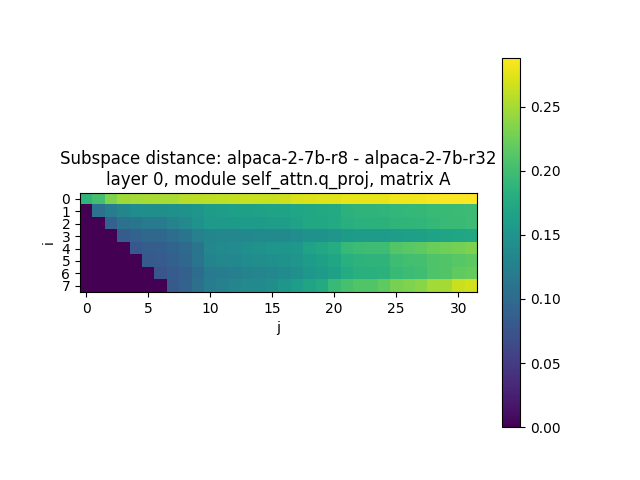 Subspace distance: alpaca-2-7b-r8 - alpaca-2-7b-r32
layer 0, module self_attn.q_proj, matrix A
0
1
2
3
4
5
6
7
i
0 5 10 15 20 25 30
j
0.25
0.20
0.15
0.10
0.05
0.00